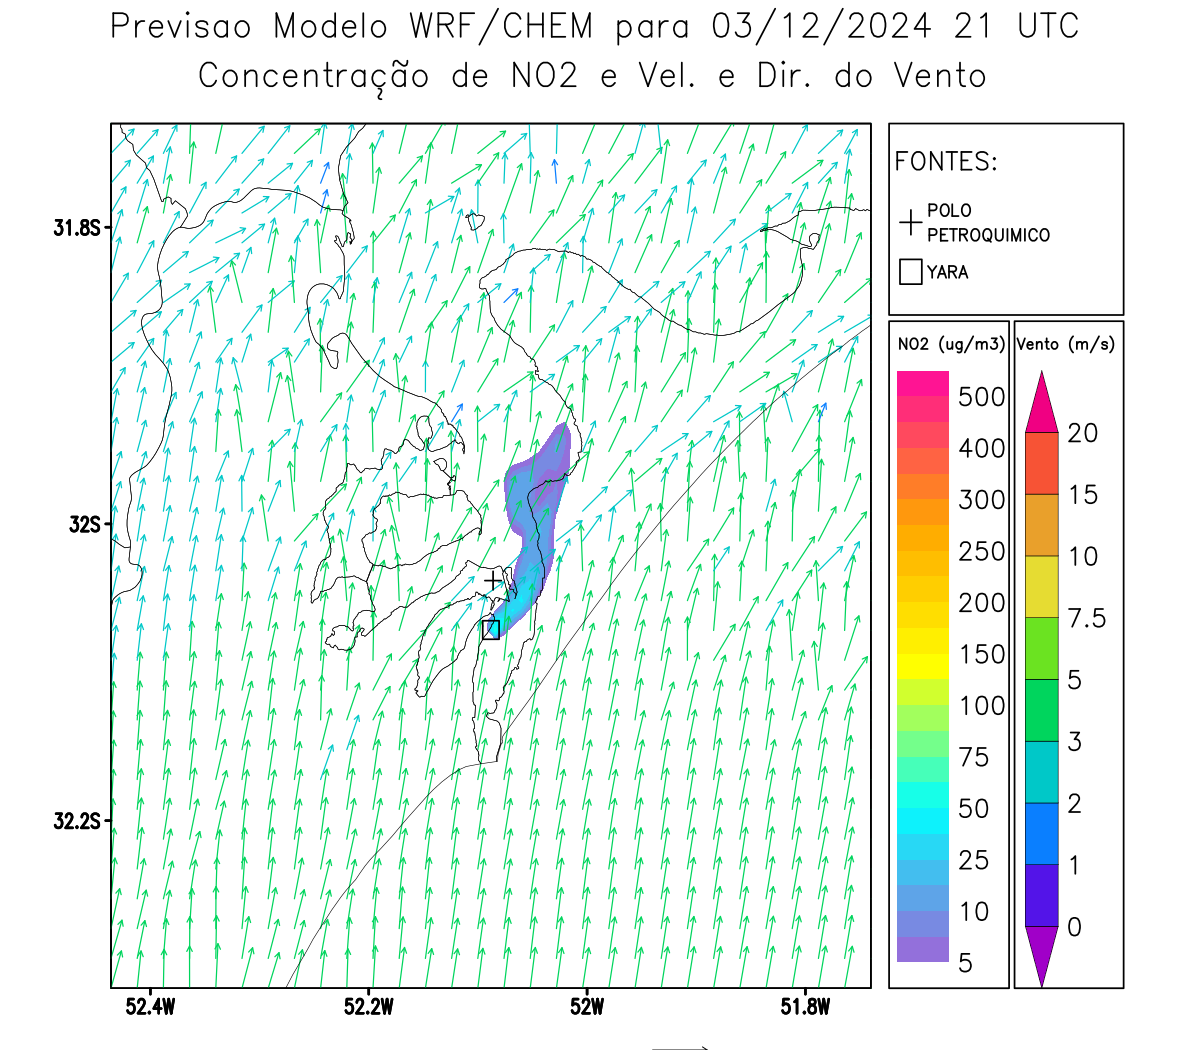 Previsao Modelo WRF/CHEM para 03/12/2024 21 UTC
Concentração de NO2 e Vel. e Dir. do Vento
FONTES:
POLO
PETROQUIMICO
YARA
31.8S
32S
32.2S
52.4W
52.2W
52W
51.8W
NO2 (ug/m3)
500
400
300
250
200
150
100
75
50
25
10
5
Vento (m/s)
20
15
10
7.5
5
3
2
1
0